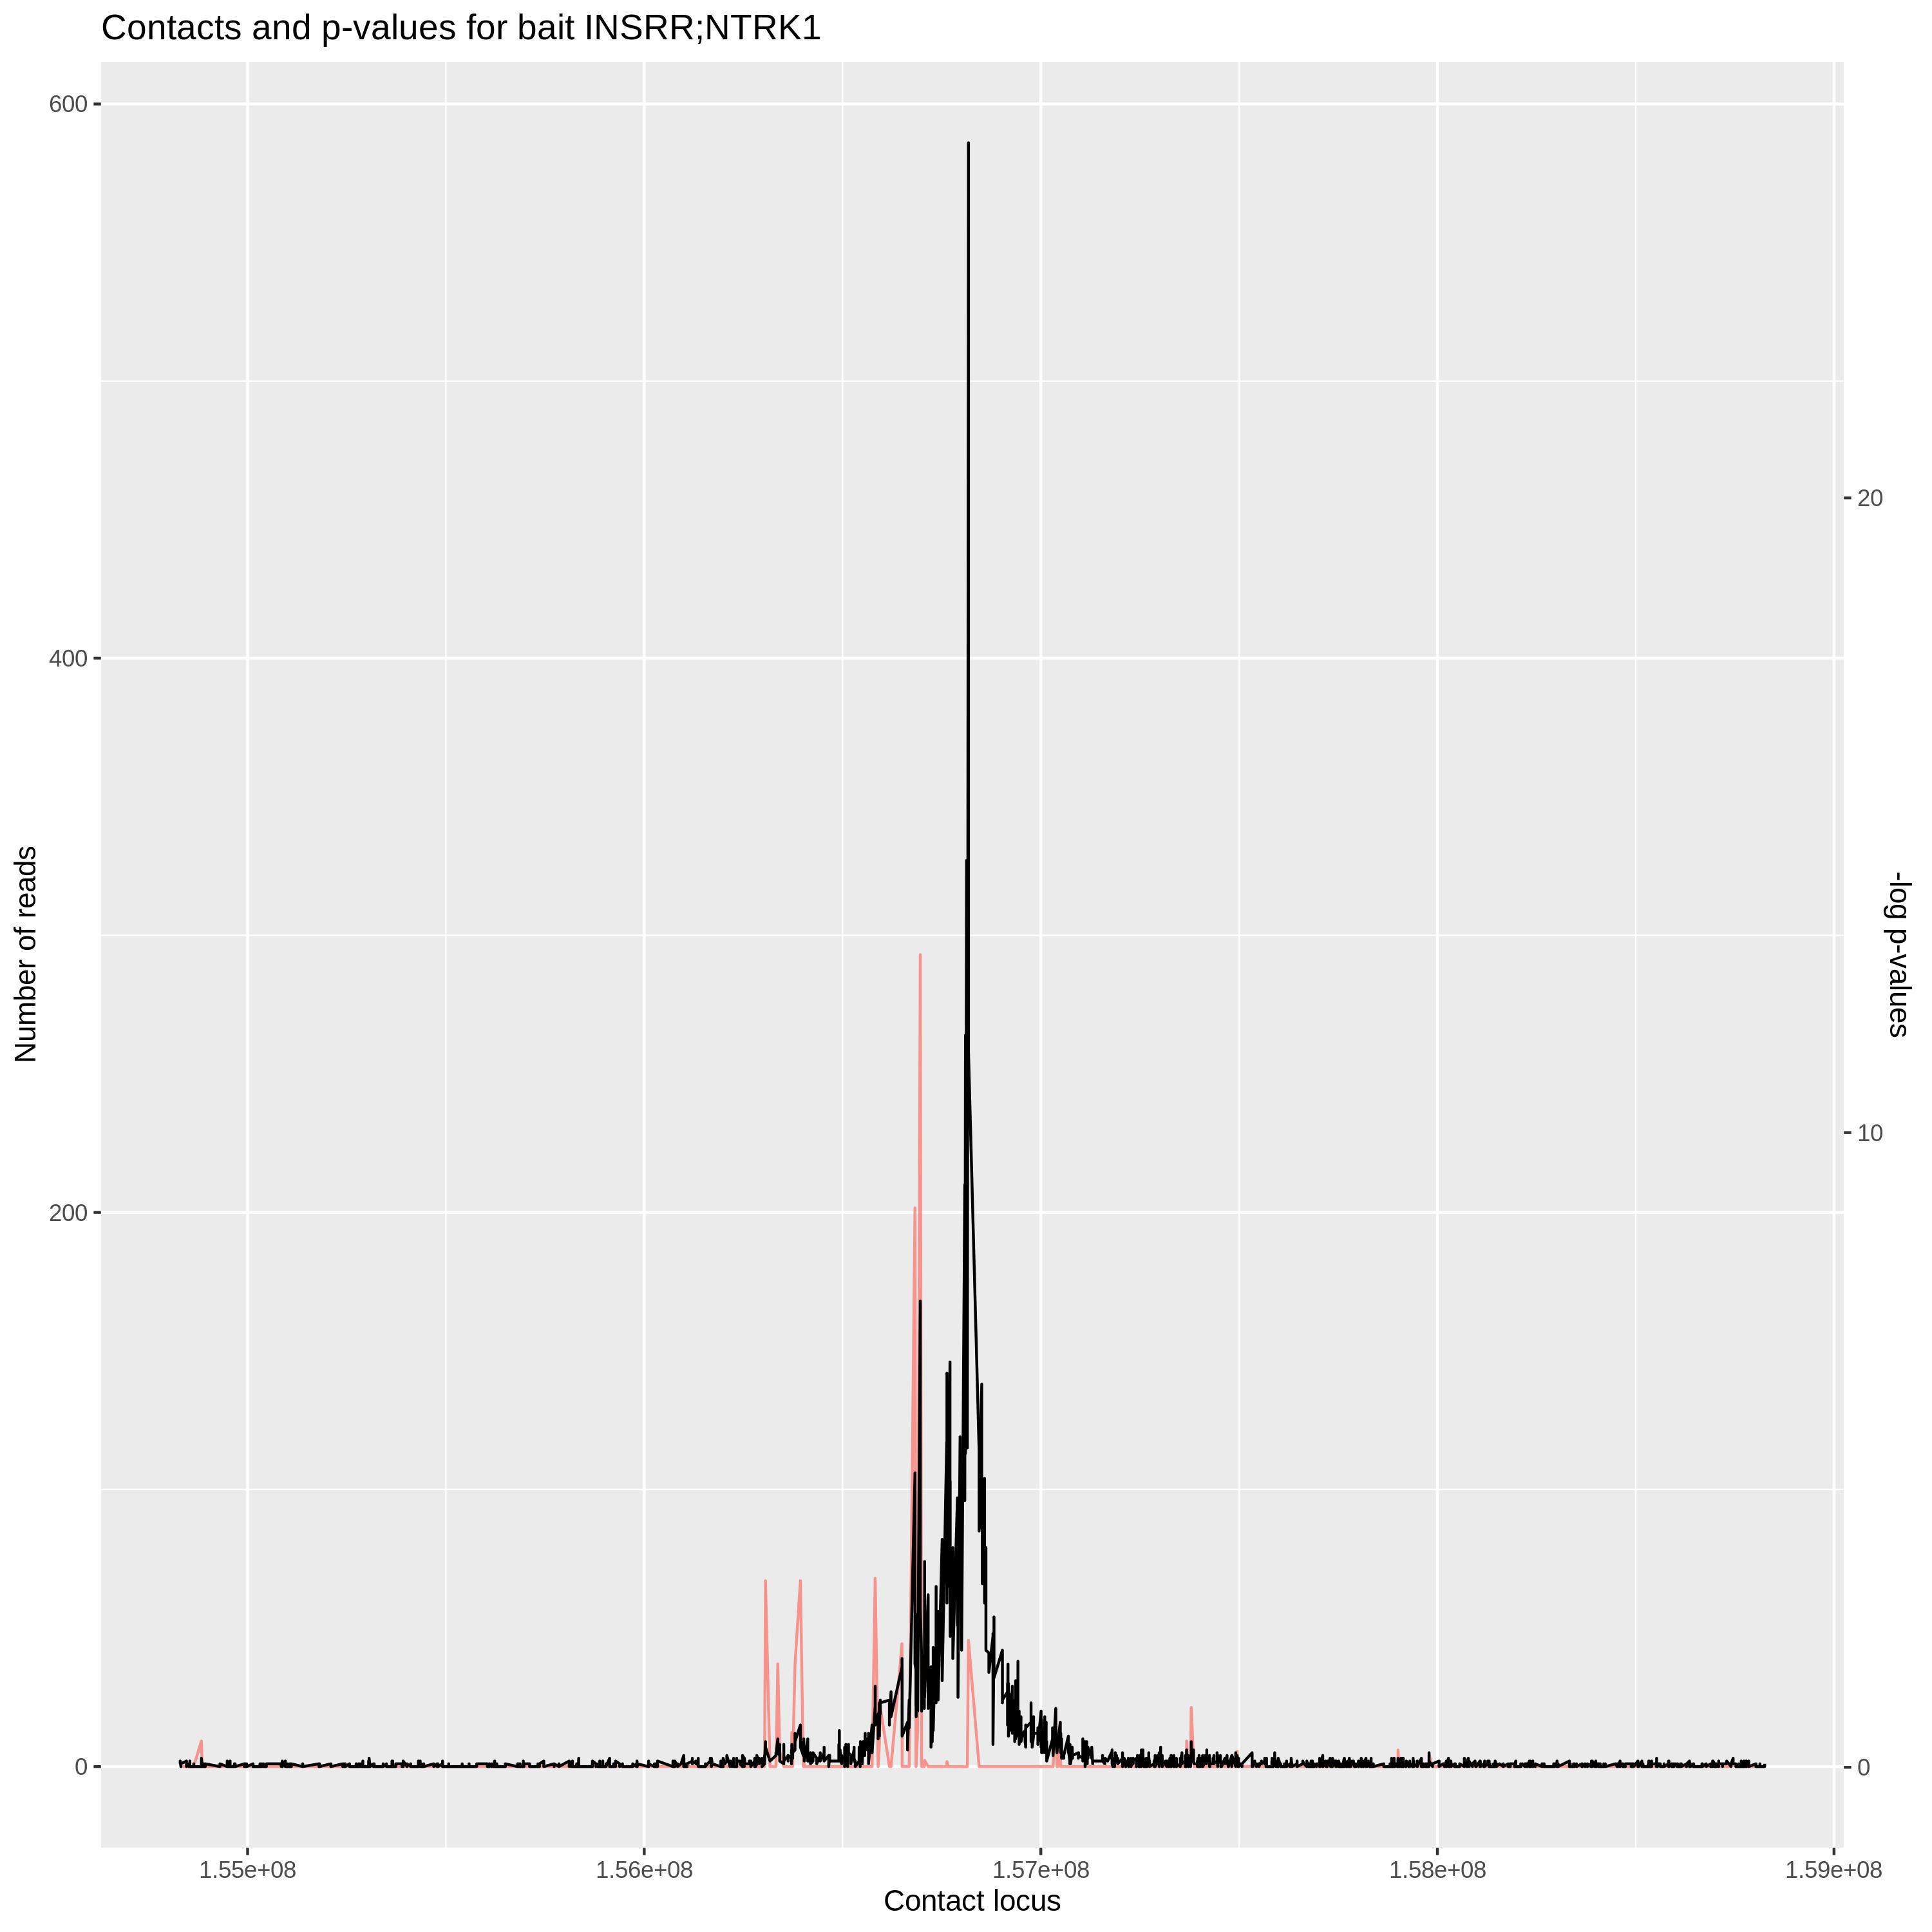 Contacts and p-values for bait INSRR;NTRK1
600
400
200
0
Number of reads
20
10
0
-log p-values
1.55e+08
1.56e+08
1.57e+08
1.58e+08
1.59e+08
Contact locus